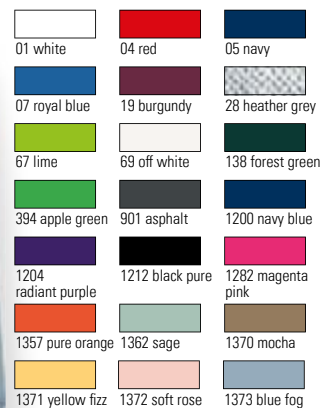 01 white
04 red
05 navy
07 royal blue
19 burgundy
28 heather grey
67 lime
69 off white
138 forest green
394 apple green
901 asphalt
1200 navy blue
1204
radiant purple
1212 black pure
1282 magenta
pink
1357 pure orange
1362 sage
1370 mocha
1371 yellow fizz
1372 soft rose
1373 blue fog